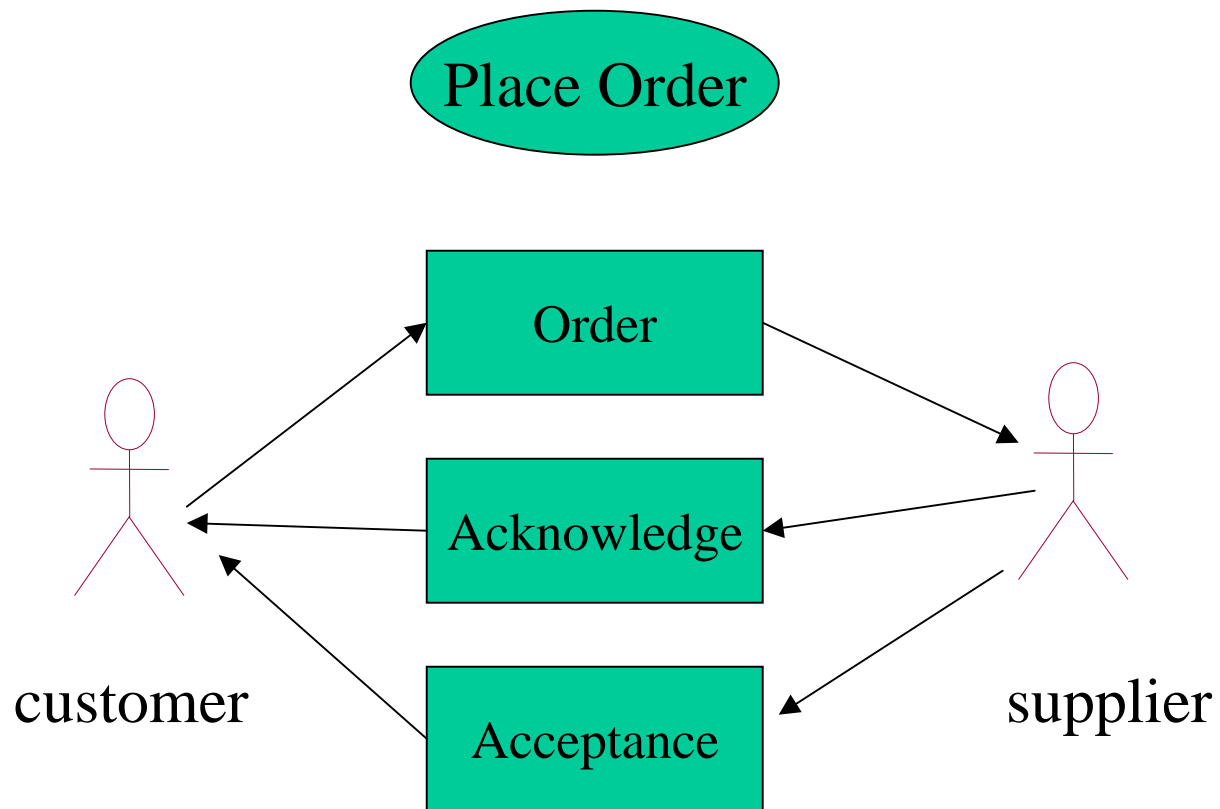 Place Order
Order
Acknowledge
customer
supplier
Acceptance